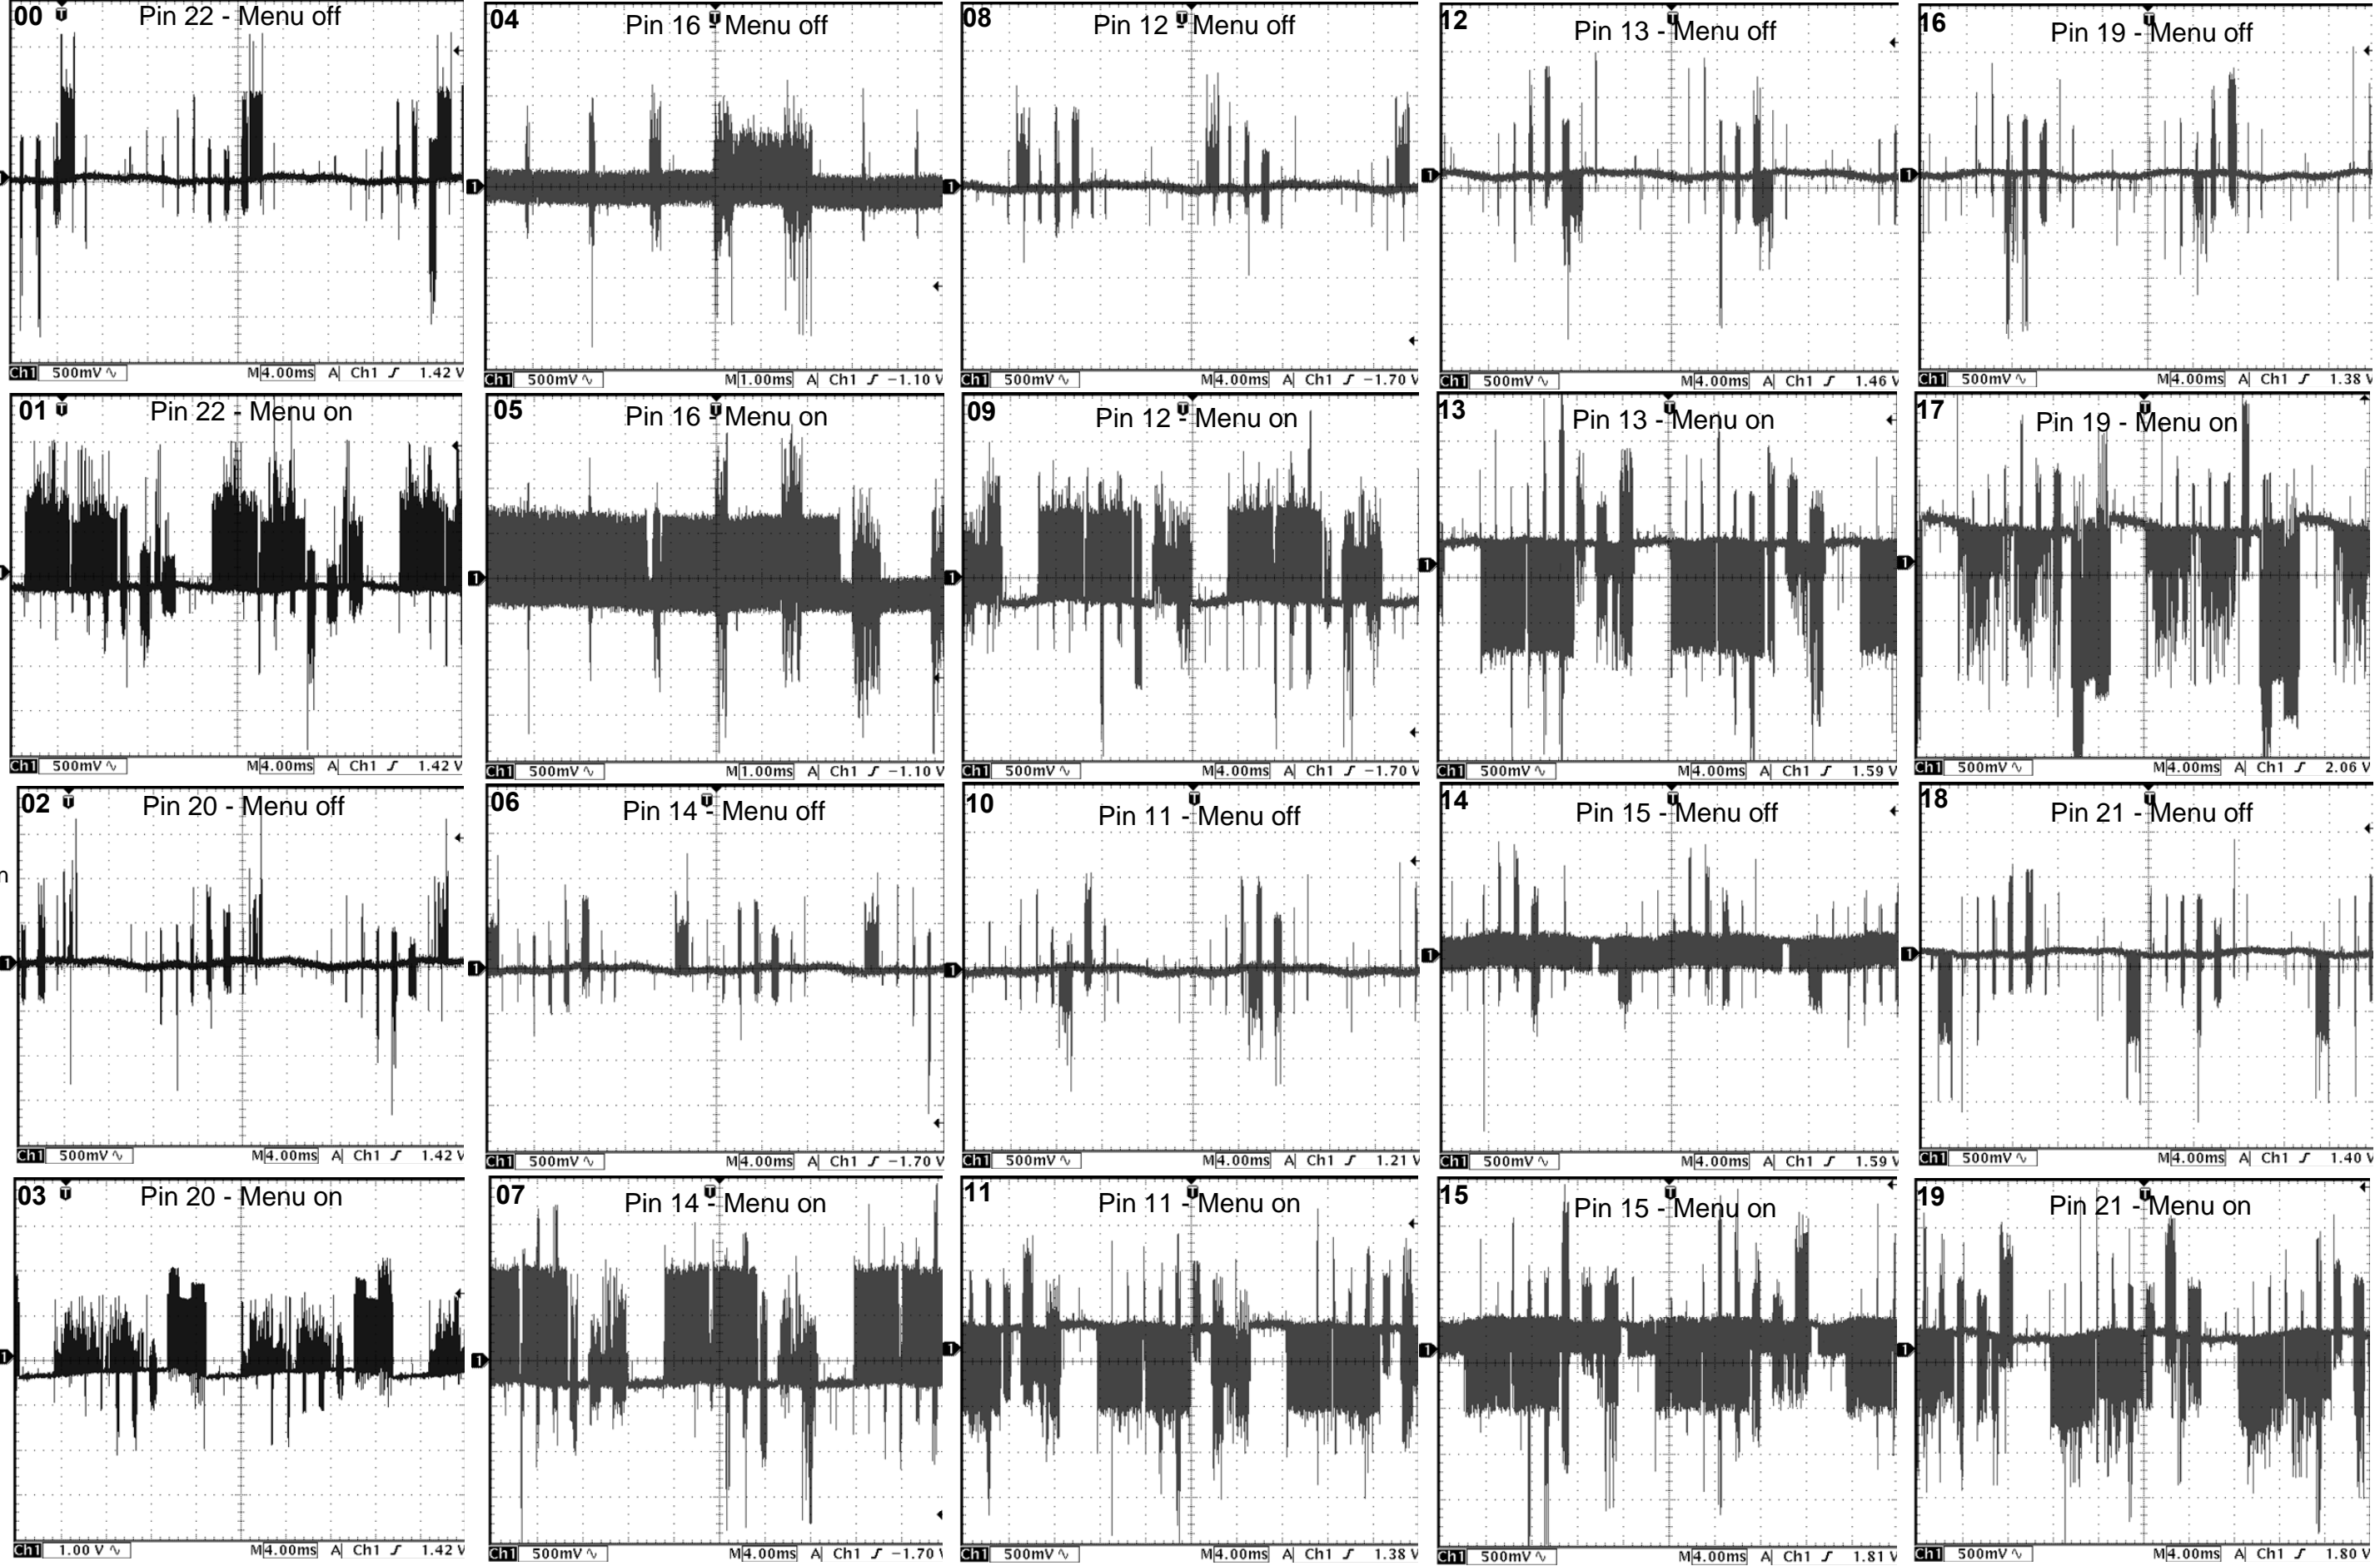 00 Pin 22 - Menu off
Ch1 500mV M 4.00ms A Ch1 1.42 V
04 Pin 16 - Menu off
Ch1 500mV M 1.00ms A Ch1 -1.10 V
08 Pin 12 - Menu off
Ch1 500mV M 4.00ms A Ch1 -1.70 V
12 Pin 13 - Menu off
Ch1 500mV M 4.00ms A Ch1 1.46 V
16 Pin 19 - Menu off
Ch1 500mV M 4.00ms A Ch1 1.38 V
01 Pin 22 - Menu on
Ch1 500mV M 4.00ms A Ch1 1.42 V
05 Pin 16 - Menu on
Ch1 500mV M 1.00ms A Ch1 -1.10 V
09 Pin 12 - Menu on
Ch1 500mV M 4.00ms A Ch1 -1.70 V
13 Pin 13 - Menu on
Ch1 500mV M 4.00ms A Ch1 1.59 V
17 Pin 19 - Menu on
Ch1 500mV M 4.00ms A Ch1 2.06 V
02 Pin 20 - Menu off
Ch1 500mV M 4.00ms A Ch1 1.42 V
06 Pin 14 - Menu off
Ch1 500mV M 4.00ms A Ch1 -1.70 V
10 Pin 11 - Menu off
Ch1 500mV M 4.00ms A Ch1 1.21 V
14 Pin 15 - Menu off
Ch1 500mV M 4.00ms A Ch1 1.59 V
18 Pin 21 - Menu off
Ch1 500mV M 4.00ms A Ch1 1.40 V
03 Pin 20 - Menu on
Ch1 1.00 V M 4.00ms A Ch1 1.42 V
07 Pin 14 - Menu on
Ch1 500mV M 4.00ms A Ch1 -1.70 V
11 Pin 11 - Menu on
Ch1 500mV M 4.00ms A Ch1 1.38 V
15 Pin 15 - Menu on
Ch1 500mV M 4.00ms A Ch1 1.81 V
19 Pin 21 - Menu on
Ch1 500mV M 4.00ms A Ch1 1.80 V